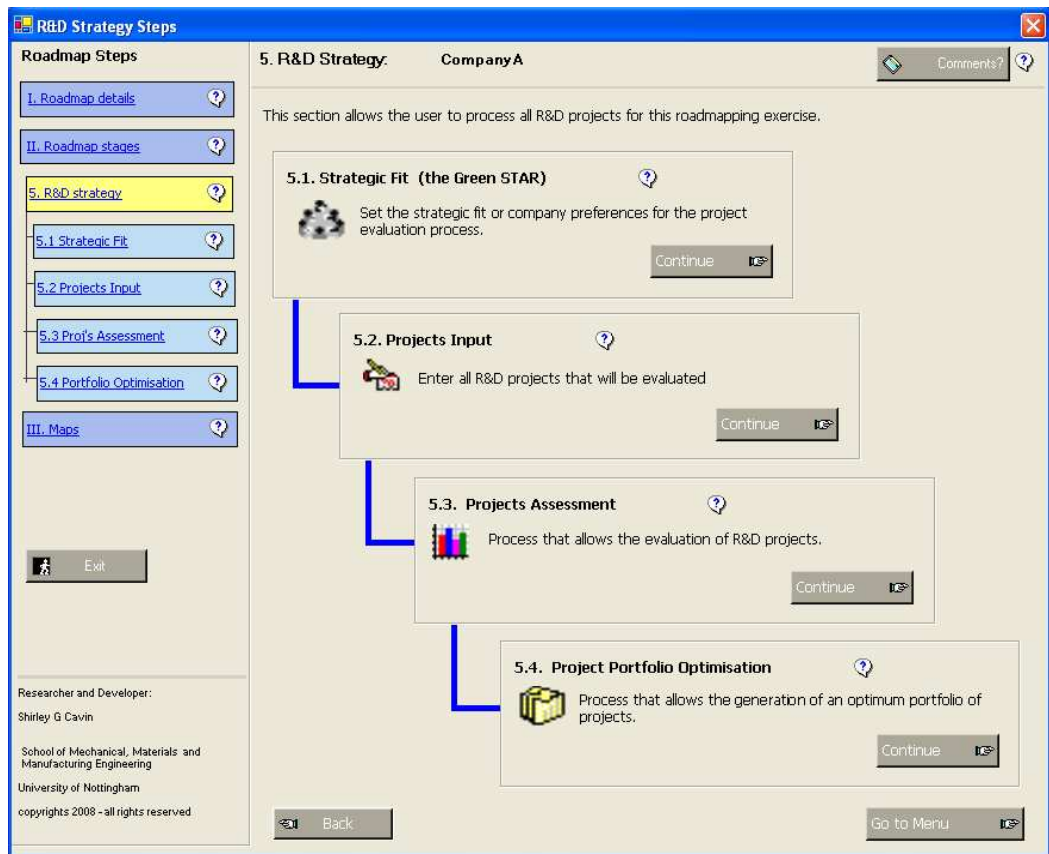 R&D Strategy Steps
Roadmap Steps
I. Roadmap details
II. Roadmap stages
5. R&D strategy
5.1 Strategic Fit
5.2 Projects Input
5.3 Proj's Assessment
5.4 Portfolio Optimisation
III. Maps
Exit
Researcher and Developer:
Shirley G Cavin
School of Mechanical, Materials and
Manufacturing Engineering
University of Nottingham
copyrights 2008 - all rights reserved
5. R&D Strategy: Company A
Comments?
This section allows the user to process all R&D projects for this roadmapping exercise.
5.1. Strategic Fit (the Green STAR)
Set the strategic fit or company preferences for the project
evaluation process.
Continue
5.2. Projects Input
Enter all R&D projects that will be evaluated
Continue
5.3. Projects Assessment
Process that allows the evaluation of R&D projects.
Continue
5.4. Project Portfolio Optimisation
Process that allows the generation of an optimum portfolio of
projects.
Continue
Back
Go to Menu